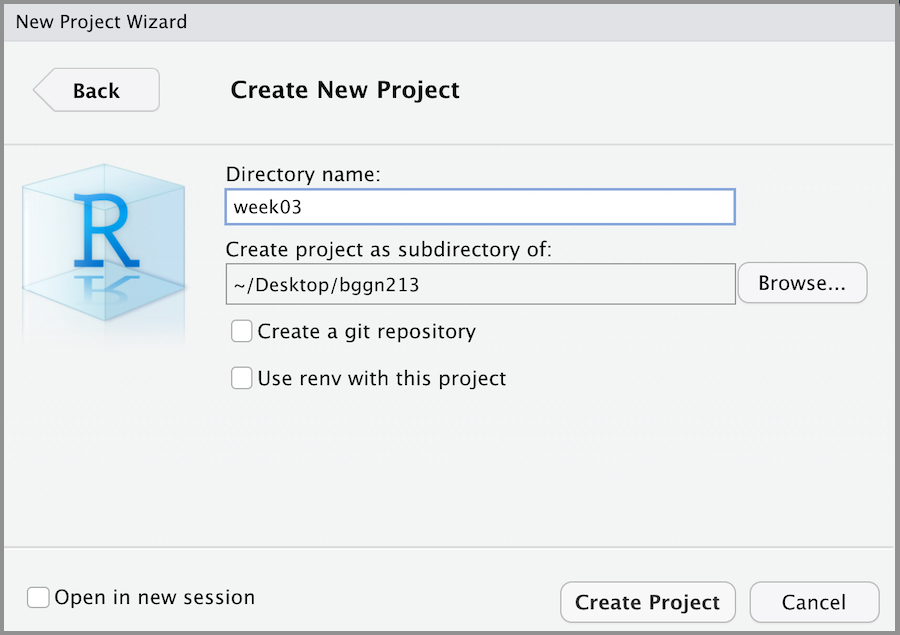 New Project Wizard
Back
Create New Project
R
Directory name:
week03
Create project as subdirectory of:
~/Desktop/bggn213
Browse...
Create a git repository
Use renv with this project
Open in new session
Create Project
Cancel